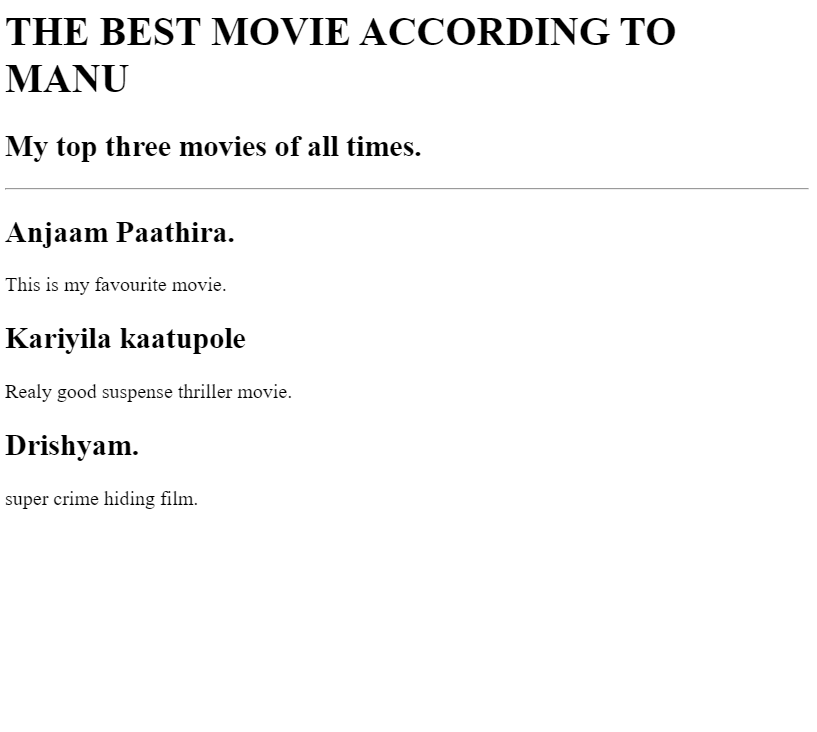 THE BEST MOVIE ACCORDING TO
MANU
My top three movies of all times.
Anjaam Paathira.
This is my favourite movie.
Kariyila kaatupole
Realy good suspense thriller movie.
Drishyam.
super crime hiding film.